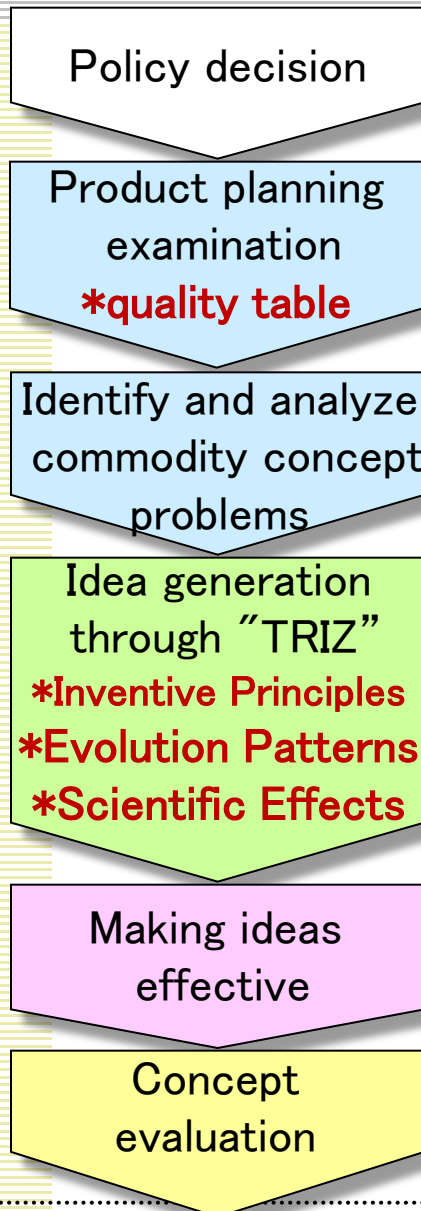 Policy decision
Product planning
examination
*quality table
Identify and analyze
commodity concept
problems
Idea generation
through ″TRIZ”
*Inventive Principles
*Evolution Patterns
*Scientific Effects
Making ideas
effective
Concept
evaluation